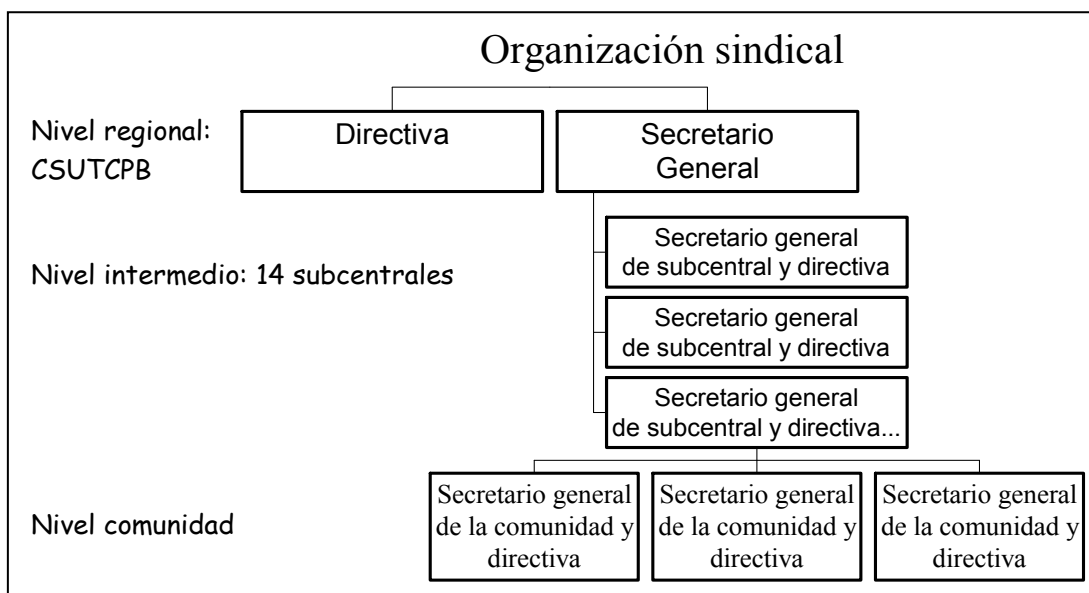 Organización sindical
Nivel regional:
CSUTCPB
Directiva
Secretario
General
Nivel intermedio: 14 subcentrales
Secretario general
de subcentral y directiva
Secretario general
de subcentral y directiva
Secretario general
de subcentral y directiva...
Nivel comunidad
Secretario general
de la comunidad y
directiva
Secretario general
de la comunidad y
directiva
Secretario general
de la comunidad y
directiva